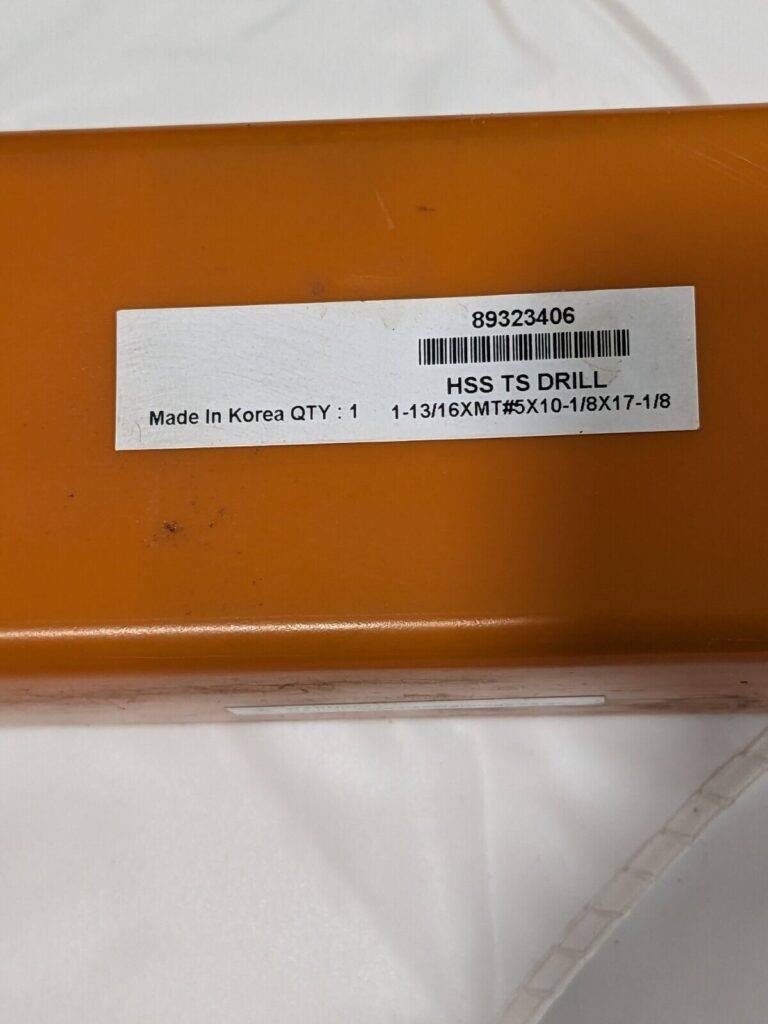 89323406
HSS TS DRILL
Made In Korea QTY : 1 1-13/16XMT#5X10-1/8X17-1/8